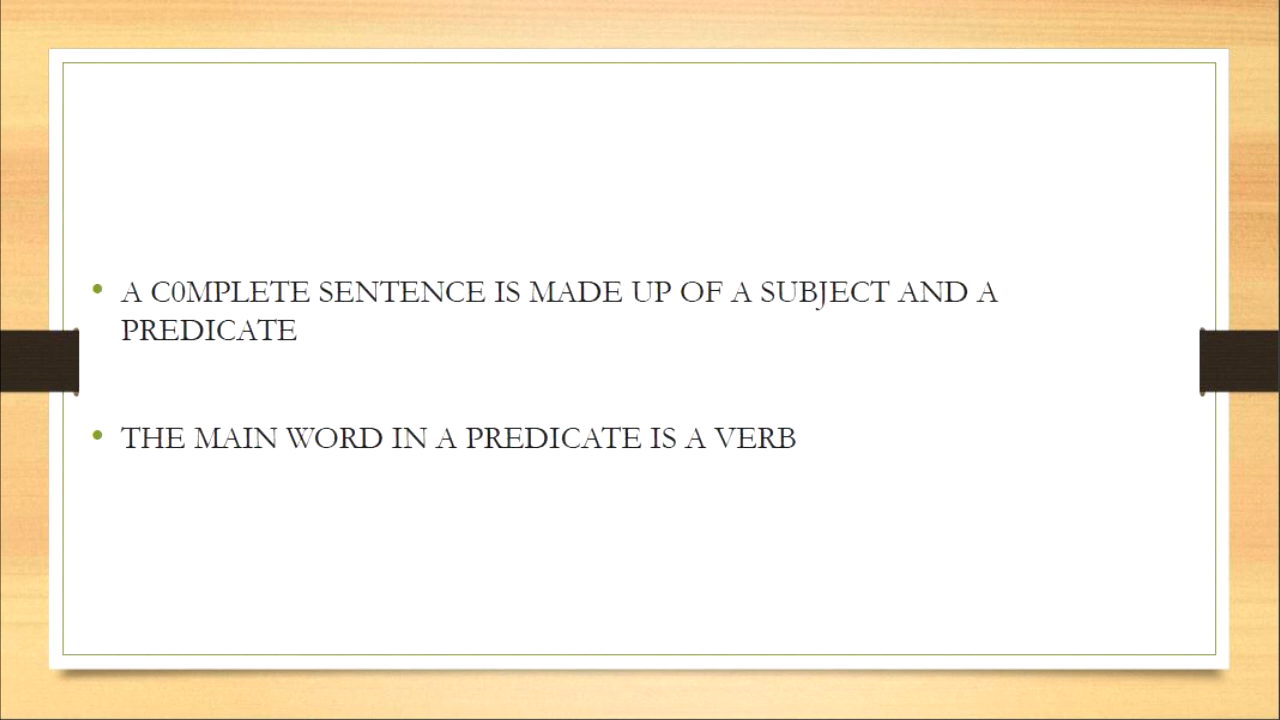 • A C0MPLETE SENTENCE IS MADE UP OF A SUBJECT AND A
PREDICATE
• THE MAIN WORD IN A PREDICATE IS A VERB